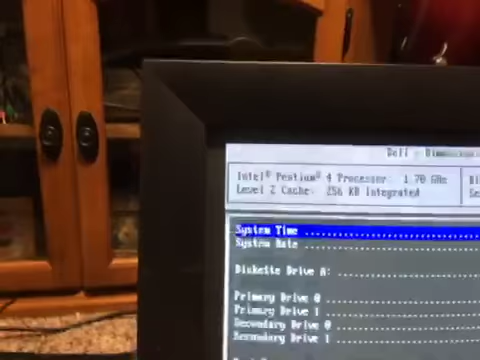 Dell - Dimension
Intel® Pentium® 4 Processor: 1.70 GHz
Level 2 Cache: 256 KB Integrated
System Time ........................
System Date ........................
Diskette Drive A: ..................
Primary Drive 0 ....................
Primary Drive 1 ....................
Secondary Drive 0 ..................
Secondary Drive 1 ..................